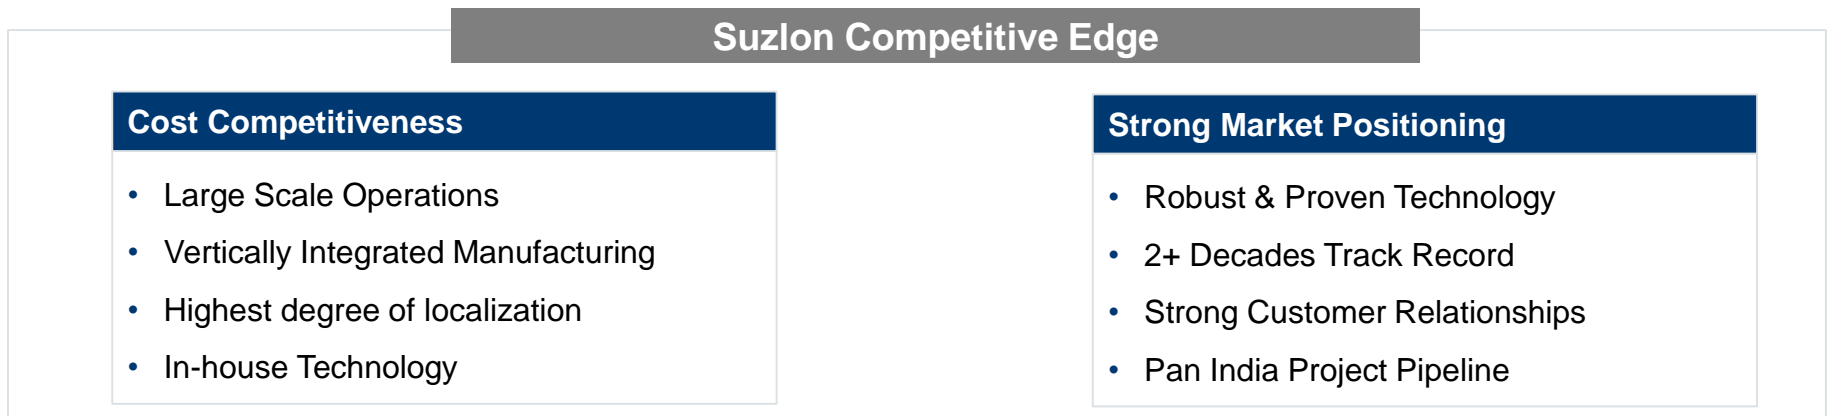 Suzlon Competitive Edge
Cost Competitiveness
• Large Scale Operations
• Vertically Integrated Manufacturing
• Highest degree of localization
• In-house Technology
Strong Market Positioning
• Robust & Proven Technology
• 2+ Decades Track Record
• Strong Customer Relationships
• Pan India Project Pipeline